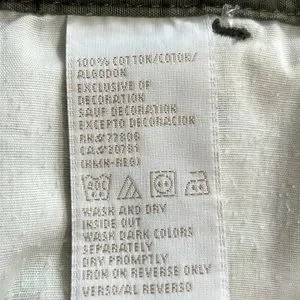 100% COTTON/COTON/
ALGODON
EXCLUSIVE OF
DECORATION
SAUF DECORATION
EXCEPTO DECORACION
RN 77806
CA 20781
(HMK-REG)
WASH AND DRY
INSIDE OUT
WASH DARK COLORS
SEPARATELY
DRY PROMPTLY
IRON ON REVERSE ONLY
VERSO/AL REVERSO